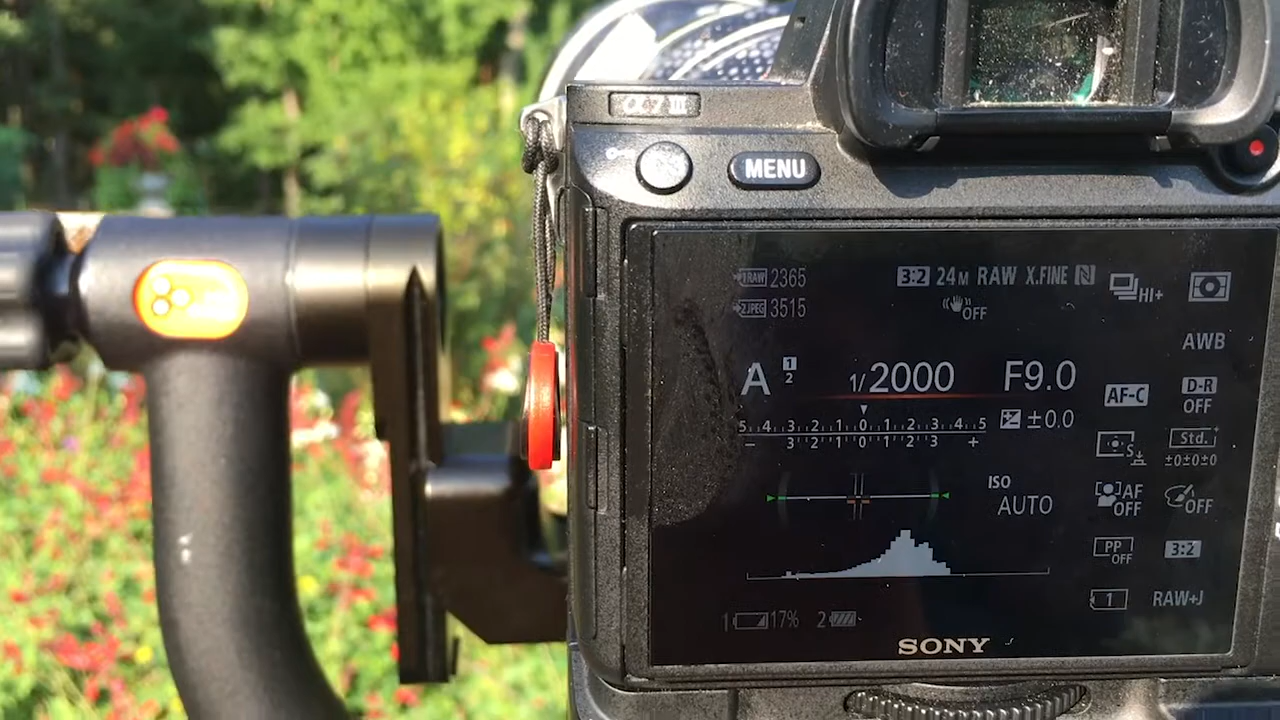 α7 III
MENU
1RAW 2365
2JPEG 3515
3:2 24M RAW X.FINE N
HI+
OFF
AWB
A 1 2
1/2000 F9.0
AF-C
D-R OFF
5 4 3 2 1 0 1 2 3 4 5
- 3 2 1 0 1 2 3 +
±0.0
S
Std.
±0±0±0
ISO AUTO
AF OFF
OFF
PP OFF
3:2
1 17% 2
1
RAW+J
SONY